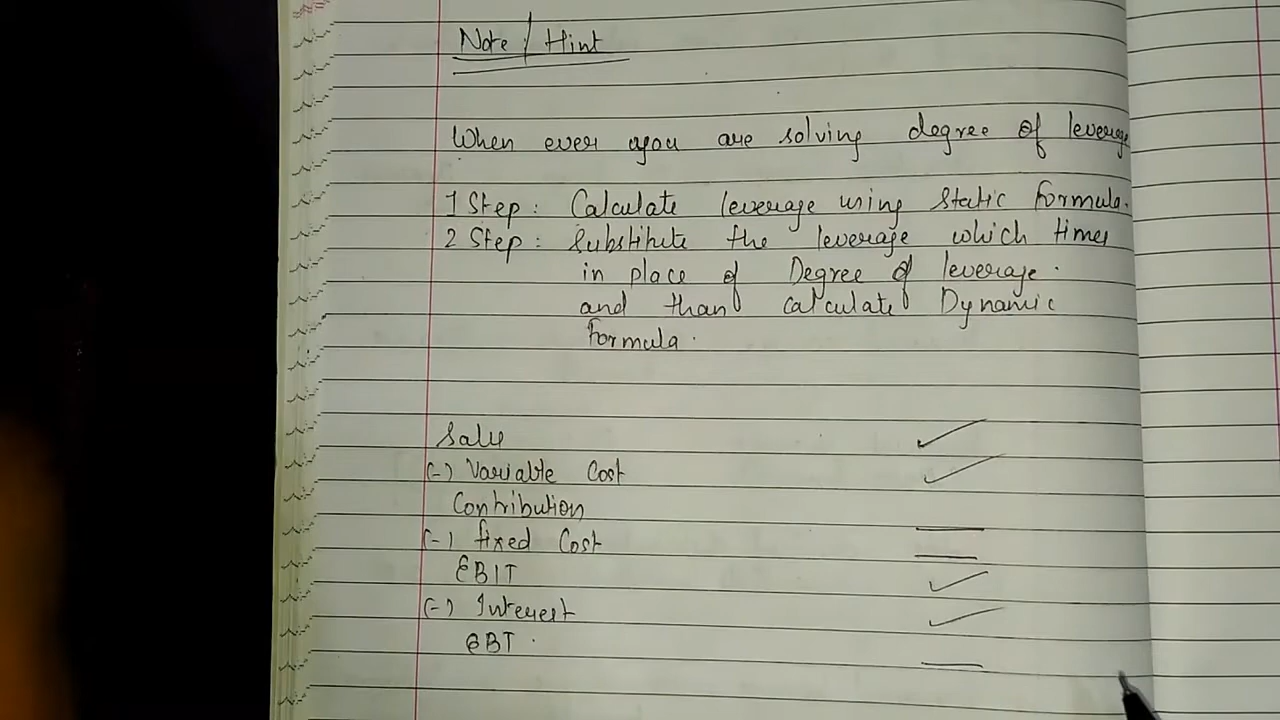 Note / Hint
When ever you are solving degree of leverage
1 Step: Calculate leverage using Static formula.
2 Step: Substitute the leverage which times
in place of Degree of leverage.
and than calculate Dynamic
formula.
Sales
(-) Variable Cost
Contribution
(-) fixed Cost
EBIT
(-) Interest
EBT.